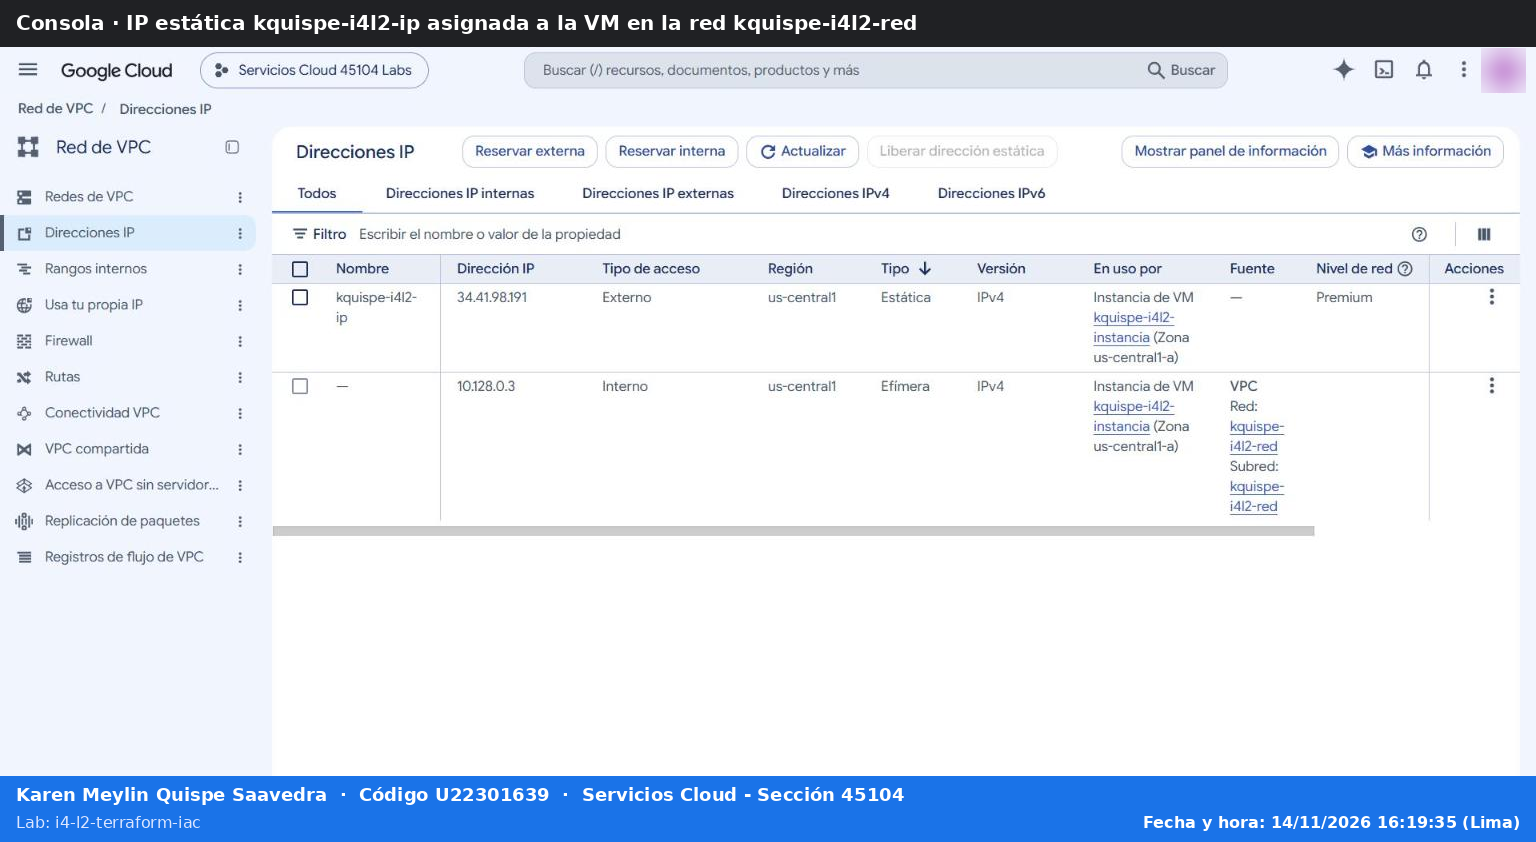 Consola · IP estática kquispe-i4l2-ip asignada a la VM en la red kquispe-i4l2-red
Google Cloud
Servicios Cloud 45104 Labs
Buscar (/) recursos, documentos, productos y más
Buscar
Red de VPC / Direcciones IP
Red de VPC
Redes de VPC
Direcciones IP
Rangos internos
Usa tu propia IP
Firewall
Rutas
Conectividad VPC
VPC compartida
Acceso a VPC sin servidor...
Replicación de paquetes
Registros de flujo de VPC
Direcciones IP
Reservar externa
Reservar interna
Actualizar
Liberar dirección estática
Mostrar panel de información
Más información
Todos
Direcciones IP internas
Direcciones IP externas
Direcciones IPv4
Direcciones IPv6
Filtro Escribir el nombre o valor de la propiedad
Nombre Dirección IP Tipo de acceso Región Tipo Versión En uso por Fuente Nivel de red Acciones
kquispe-i4l2- 34.41.98.191 Externo us-central1 Estática IPv4 Instancia de VM — Premium
ip kquispe-i4l2-
instancia (Zona
us-central1-a)
— 10.128.0.3 Interno us-central1 Efímera IPv4 Instancia de VM VPC
kquispe-i4l2- Red:
instancia (Zona kquispe-
us-central1-a) i4l2-red
Subred:
kquispe-
i4l2-red
Karen Meylin Quispe Saavedra · Código U22301639 · Servicios Cloud - Sección 45104
Lab: i4-l2-terraform-iac
Fecha y hora: 14/11/2026 16:19:35 (Lima)